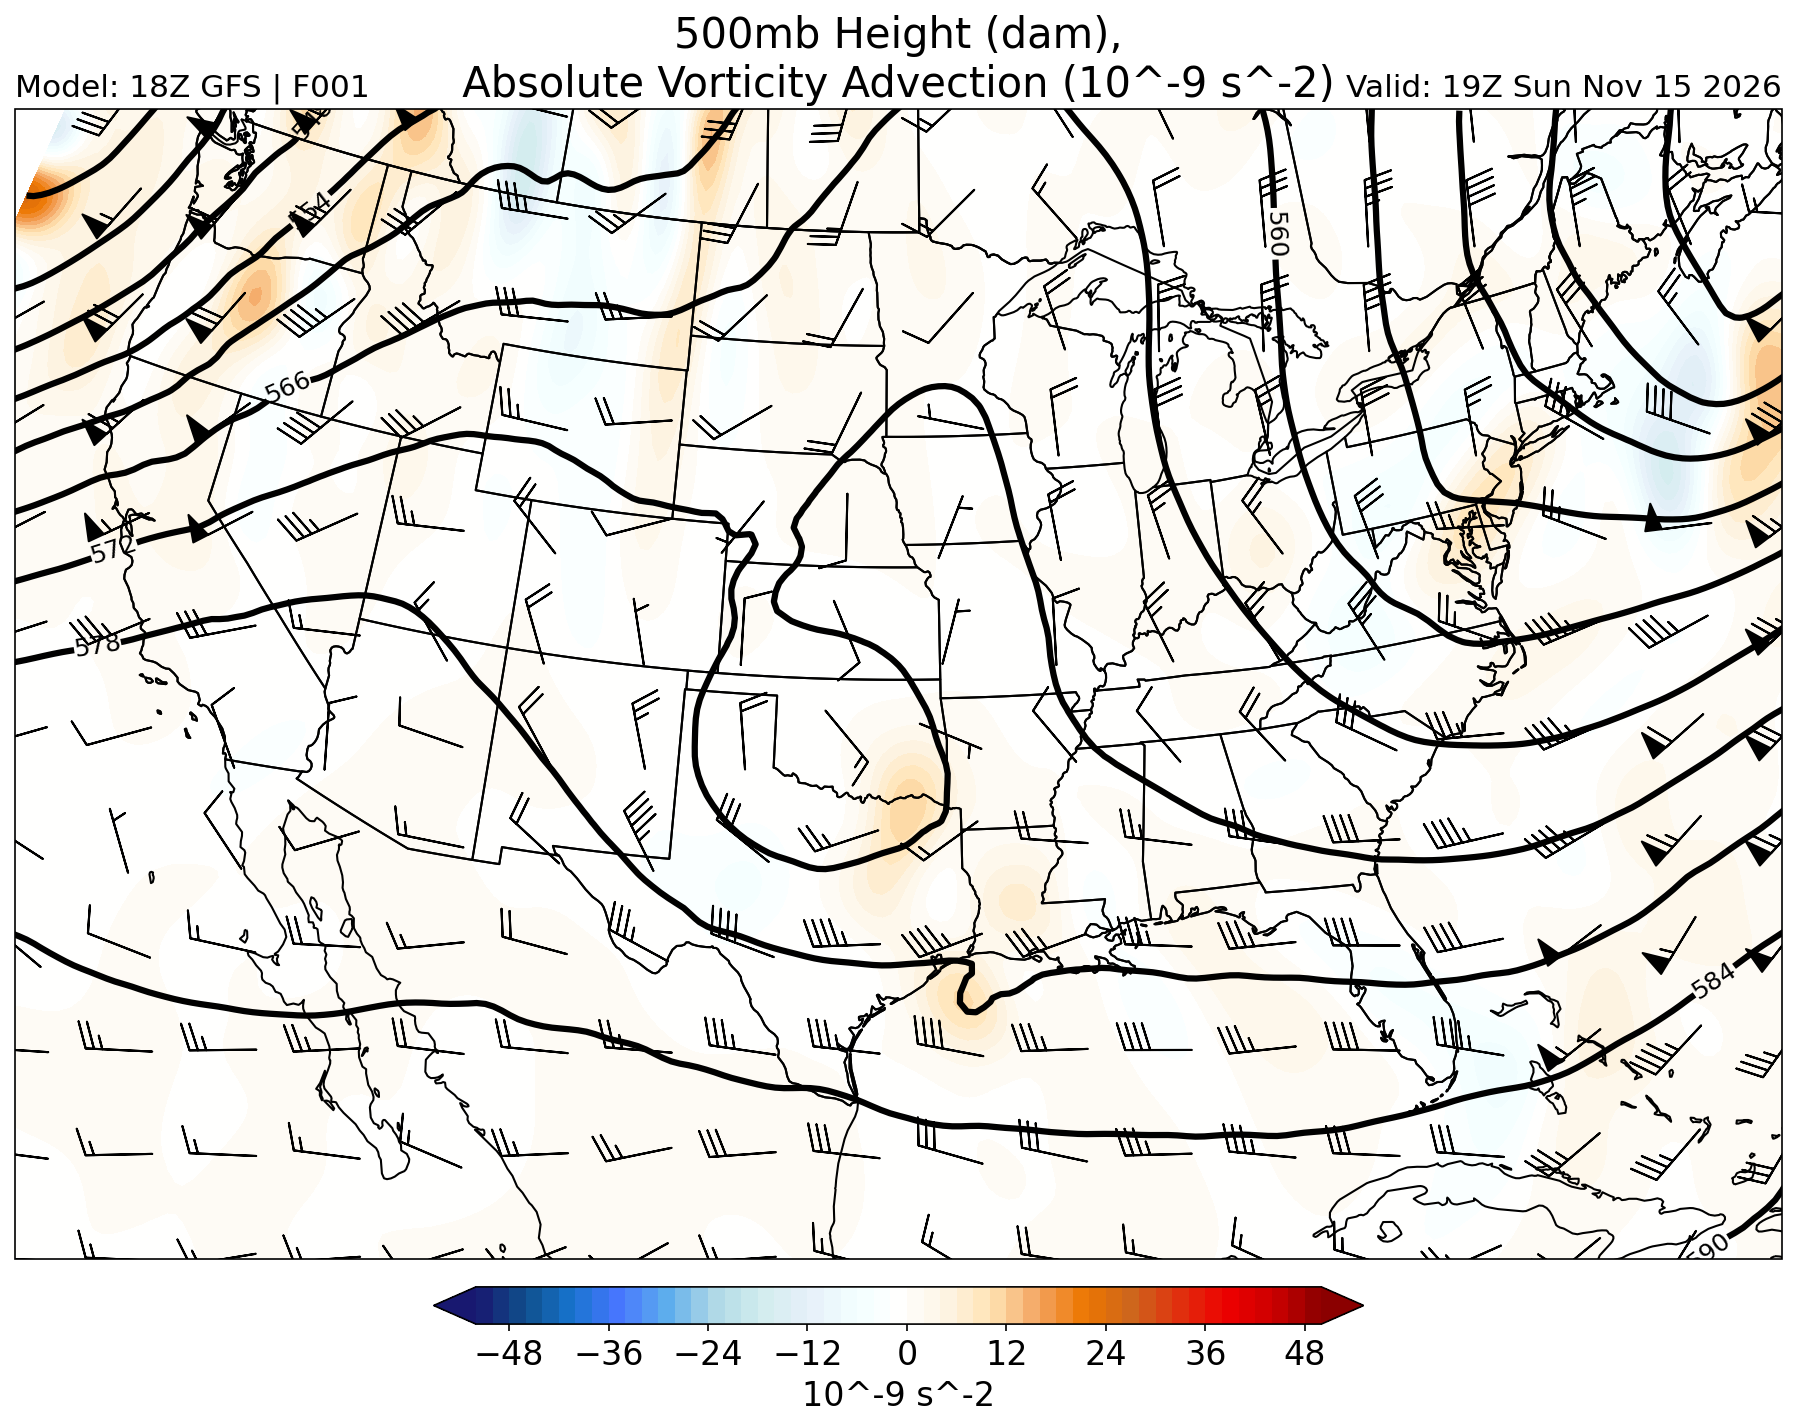 500mb Height (dam),
Model: 18Z GFS | F001 Absolute Vorticity Advection (10^-9 s^-2) Valid: 19Z Sun Nov 15 2026
560
566
572
578
584
590
−48 −36 −24 −12 0 12 24 36 48
10^-9 s^-2